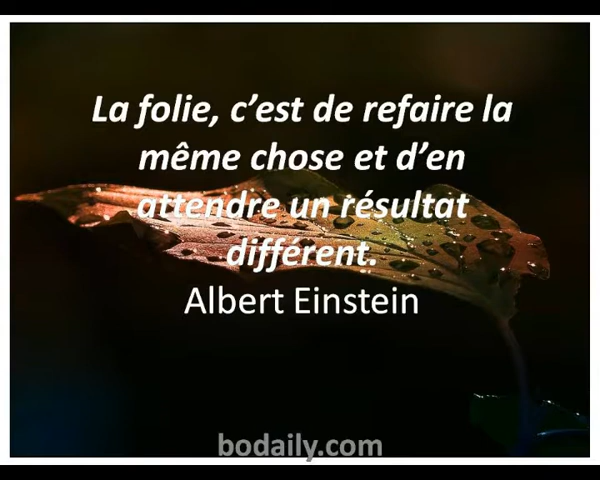 La folie, c’est de refaire la
même chose et d’en
attendre un résultat
différent.
Albert Einstein
bodaily.com